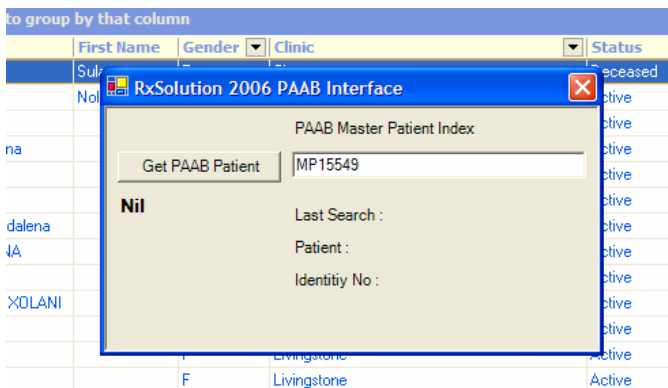 to group by that column
First Name Gender Clinic Status
Deceased
RxSolution 2006 PAAB Interface
Active
PAAB Master Patient Index
Active
na Active
Get PAAB Patient MP15549
Active
Nil
Active
Last Search :
dalena Active
Patient :
NA Active
Identitiy No :
Active
XOLANI Active
Active
Livingstone Active
F Livingstone Active